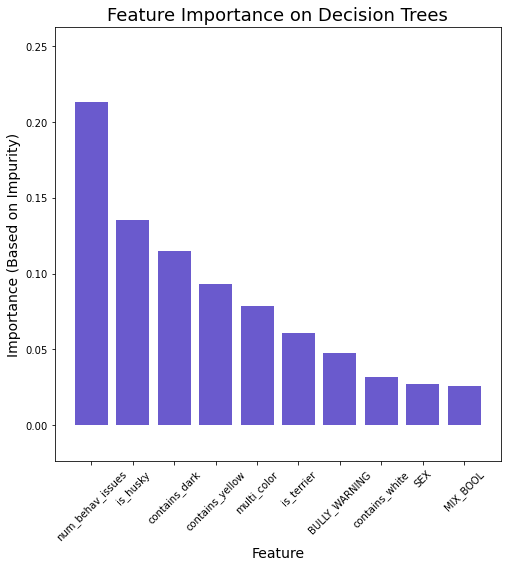 Feature Importance on Decision Trees
Importance (Based on Impurity)
0.25
0.20
0.15
0.10
0.05
0.00
num_behav_issues
is_husky
contains_dark
contains_yellow
multi_color
is_terrier
BULLY_WARNING
contains_white
SEX
MIX_BOOL
Feature